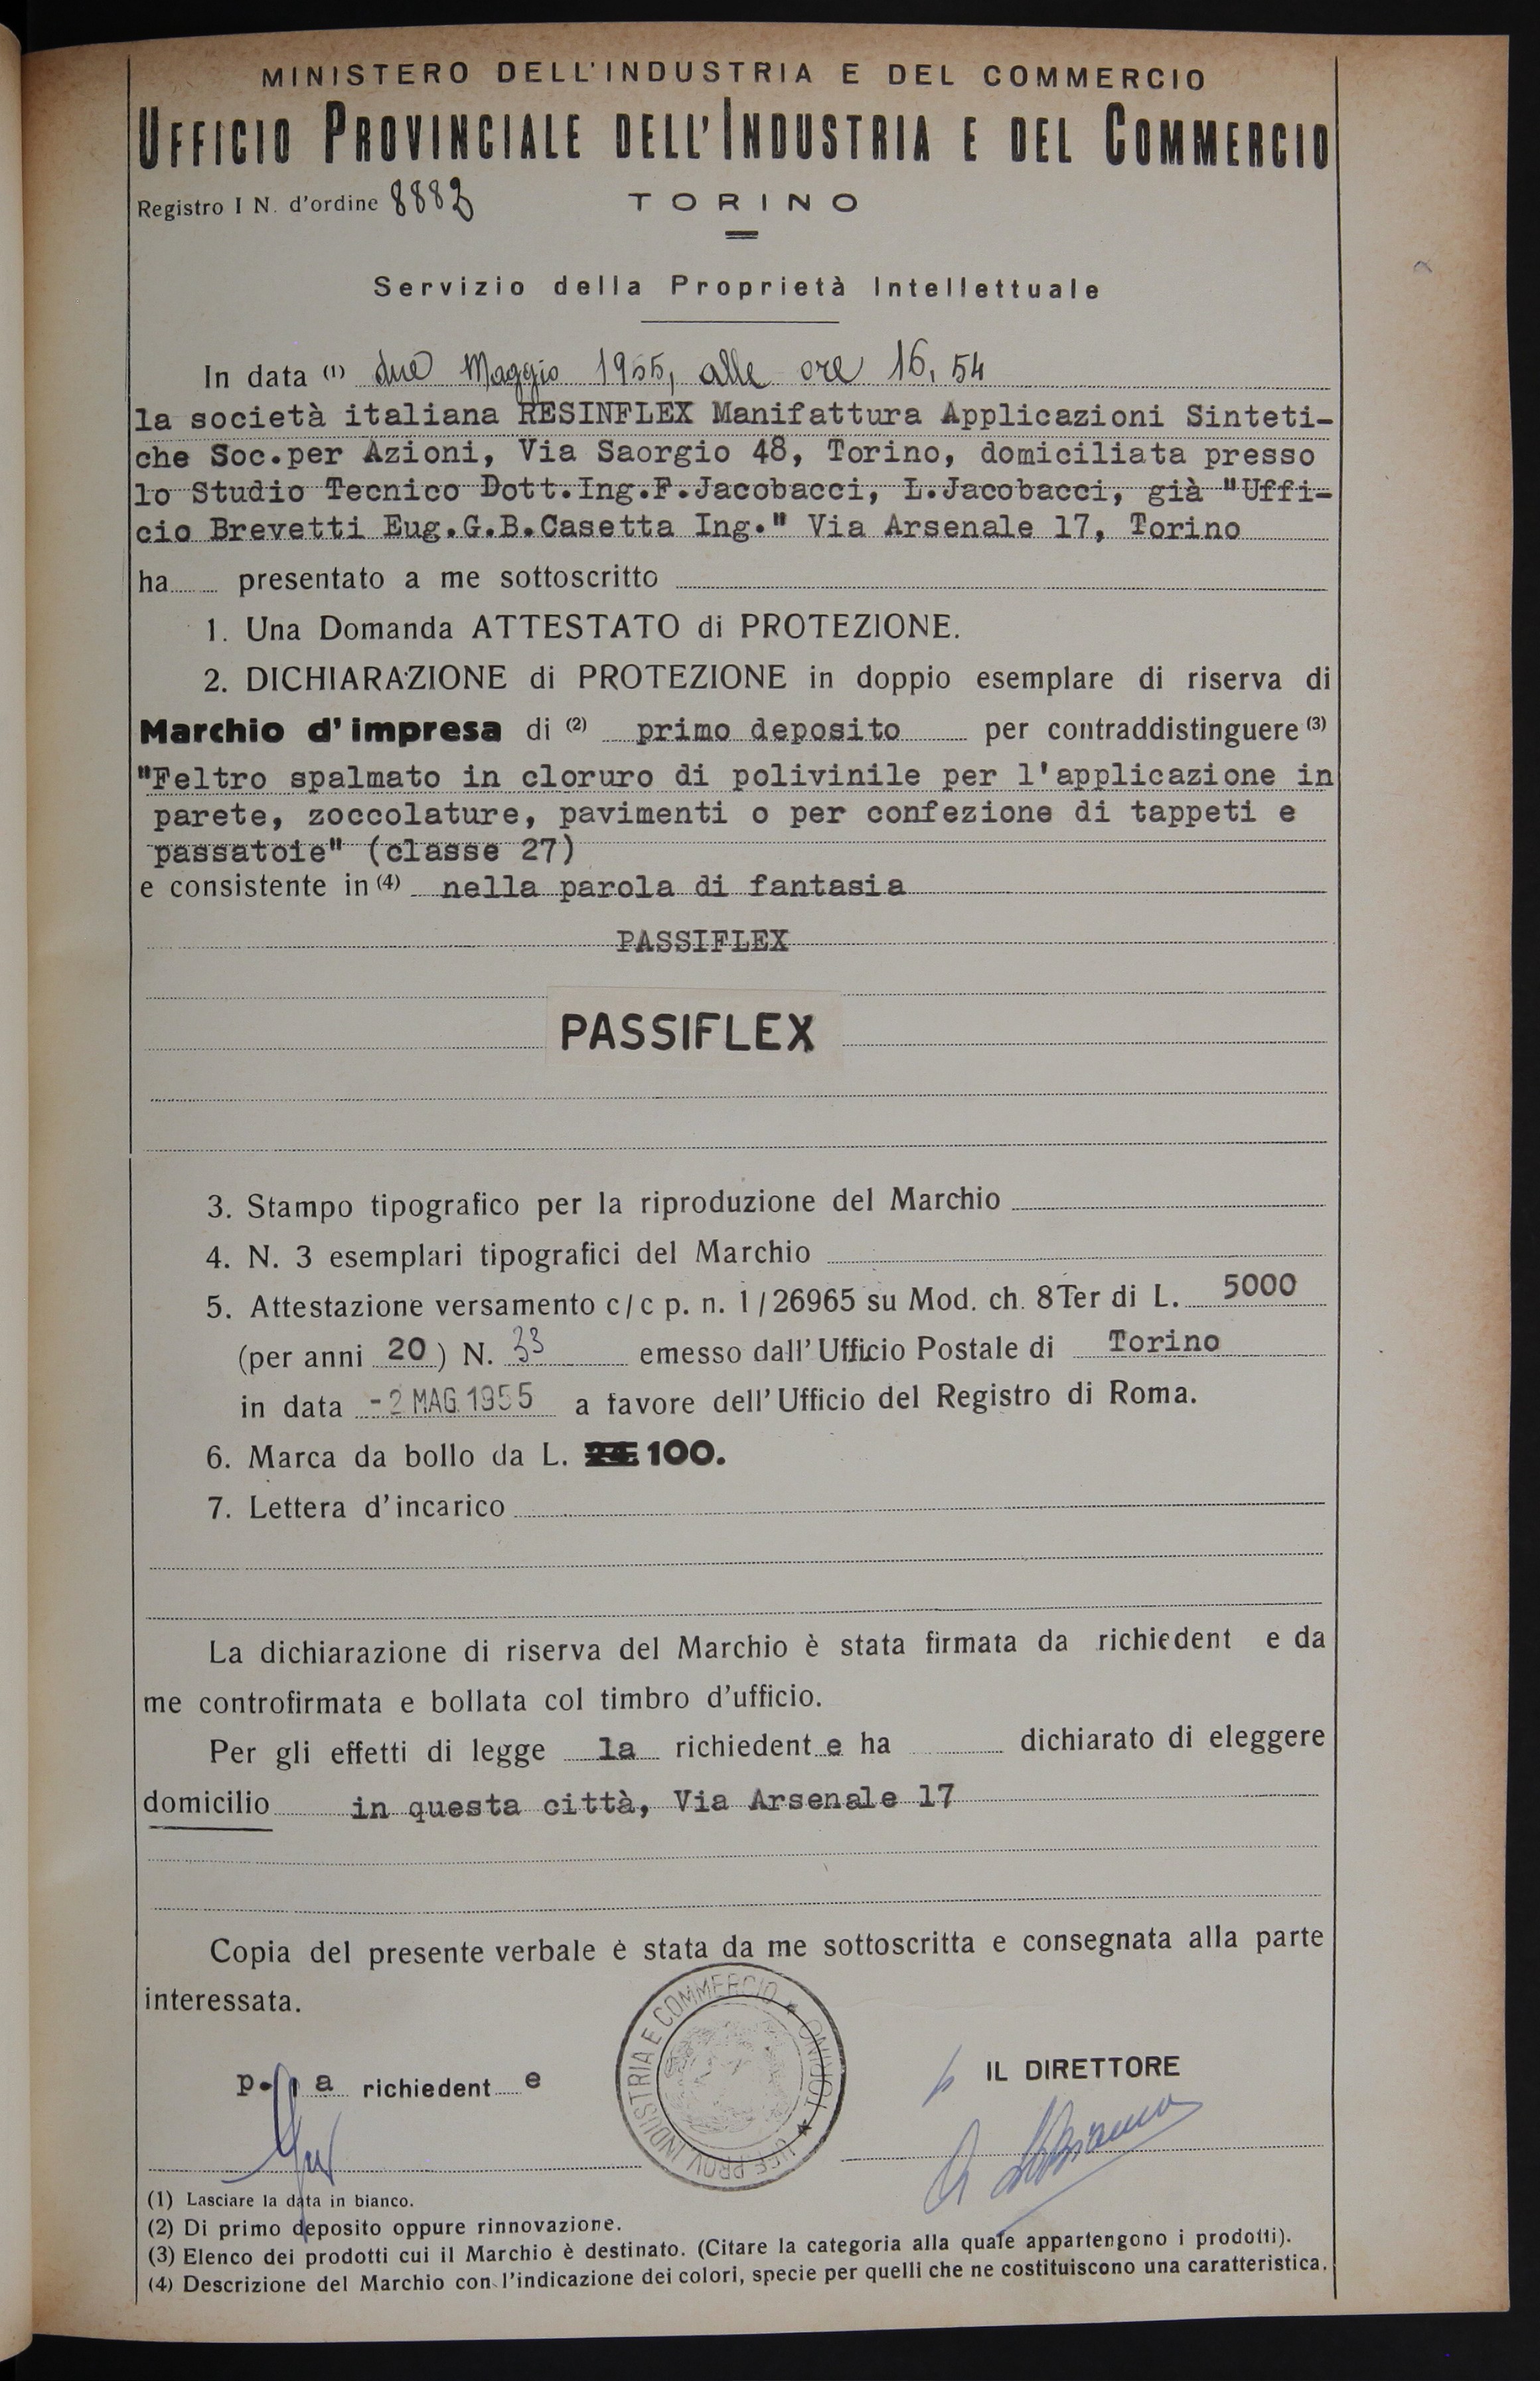 MINISTERO DELL'INDUSTRIA E DEL COMMERCIO
UFFICIO PROVINCIALE DELL'INDUSTRIA E DEL COMMERCIO
Registro I N. d'ordine 8883
TORINO
Servizio della Proprietà Intellettuale
In data (1) due Maggio 1955, alle ore 16,54
la società italiana RESINFLEX Manifattura Applicazioni Sinteti-
che Soc.per Azioni, Via Saorgio 48, Torino, domiciliata presso
lo Studio Tecnico Dott.Ing.F.Jacobacci, L.Jacobacci, già "Uffi-
cio Brevetti Eug.G.B.Casetta Ing." Via Arsenale 17, Torino
ha presentato a me sottoscritto
1. Una Domanda ATTESTATO di PROTEZIONE.
2. DICHIARAZIONE di PROTEZIONE in doppio esemplare di riserva di
Marchio d'impresa di (2) primo deposito per contraddistinguere (3)
"Feltro spalmato in cloruro di polivinile per l'applicazione in
parete, zoccolature, pavimenti o per confezione di tappeti e
passatoie" (classe 27)
e consistente in (4) nella parola di fantasia
PASSIFLEX
PASSIFLEX
3. Stampo tipografico per la riproduzione del Marchio
4. N. 3 esemplari tipografici del Marchio
5. Attestazione versamento c/c p. n. 1/26965 su Mod. ch. 8 Ter di L. 5000
(per anni 20) N. 33 emesso dall'Ufficio Postale di Torino
in data -2 MAG. 1955 a favore dell'Ufficio del Registro di Roma.
6. Marca da bollo da L. 100.
7. Lettera d'incarico
La dichiarazione di riserva del Marchio è stata firmata da richiedent e da
me controfirmata e bollata col timbro d'ufficio.
Per gli effetti di legge la richiedente ha dichiarato di eleggere
domicilio in questa città, Via Arsenale 17
Copia del presente verbale è stata da me sottoscritta e consegnata alla parte
interessata.
p. la richiedente
IL DIRETTORE
UFF. PROV. INDUSTRIA E COMMERCIO * TORINO *
(1) Lasciare la data in bianco.
(2) Di primo deposito oppure rinnovazione.
(3) Elenco dei prodotti cui il Marchio è destinato. (Citare la categoria alla quale appartengono i prodotti).
(4) Descrizione del Marchio con l'indicazione dei colori, specie per quelli che ne costituiscono una caratteristica.